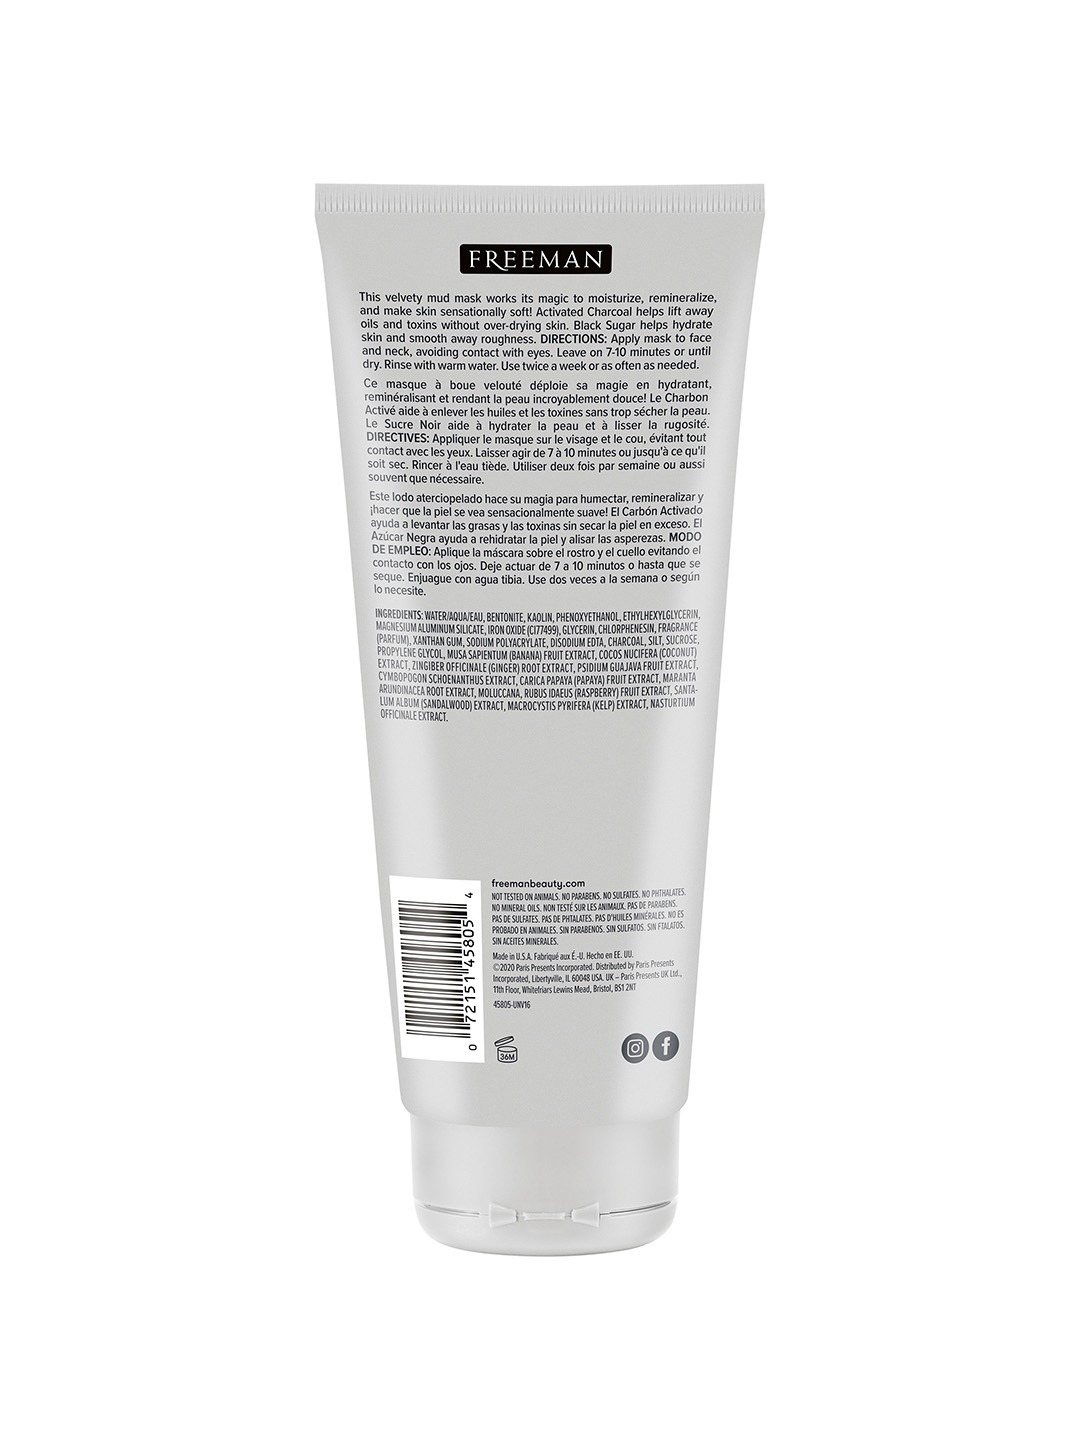 FREEMAN
This velvety mud mask works its magic to moisturize, remineralize,
and make skin sensationally soft! Activated Charcoal helps lift away
oils and toxins without over-drying skin. Black Sugar helps hydrate
skin and smooth away roughness. DIRECTIONS: Apply mask to face
and neck, avoiding contact with eyes. Leave on 7-10 minutes or until
dry. Rinse with warm water. Use twice a week or as often as needed.
Ce masque à boue velouté déploie sa magie en hydratant,
reminéralisant et rendant la peau incroyablement douce! Le Charbon
Activé aide à enlever les huiles et les toxines sans trop sécher la peau.
Le Sucre Noir aide à hydrater la peau et à lisser la rugosité.
DIRECTIVES: Appliquer le masque sur le visage et le cou, évitant tout
contact avec les yeux. Laisser agir de 7 à 10 minutes ou jusqu'à ce qu'il
soit sec. Rincer à l'eau tiède. Utiliser deux fois par semaine ou aussi
souvent que nécessaire.
Este lodo aterciopelado hace su magia para humectar, remineralizar y
¡hacer que la piel se vea sensacionalmente suave! El Carbón Activado
ayuda a levantar las grasas y las toxinas sin secar la piel en exceso. El
Azúcar Negra ayuda a rehidratar la piel y alisar las asperezas. MODO
DE EMPLEO: Aplique la máscara sobre el rostro y el cuello evitando el
contacto con los ojos. Deje actuar de 7 a 10 minutos o hasta que se
seque. Enjuague con agua tibia. Use dos veces a la semana o según
lo necesite.
INGREDIENTS: WATER/AQUA/EAU, BENTONITE, KAOLIN, PHENOXYETHANOL, ETHYLHEXYLGLYCERIN,
MAGNESIUM ALUMINUM SILICATE, IRON OXIDE (CI77499), GLYCERIN, CHLORPHENESIN, FRAGRANCE
(PARFUM), XANTHAN GUM, SODIUM POLYACRYLATE, DISODIUM EDTA, CHARCOAL, SILT, SUCROSE,
PROPYLENE GLYCOL, MUSA SAPIENTUM (BANANA) FRUIT EXTRACT, COCOS NUCIFERA (COCONUT)
EXTRACT, ZINGIBER OFFICINALE (GINGER) ROOT EXTRACT, PSIDIUM GUAJAVA FRUIT EXTRACT,
CYMBOPOGON SCHOENANTHUS EXTRACT, CARICA PAPAYA (PAPAYA) FRUIT EXTRACT, MARANTA
ARUNDINACEA ROOT EXTRACT, MOLUCCANA, RUBUS IDAEUS (RASPBERRY) FRUIT EXTRACT, SANTA-
LUM ALBUM (SANDALWOOD) EXTRACT, MACROCYSTIS PYRIFERA (KELP) EXTRACT, NASTURTIUM
OFFICINALE EXTRACT.
0 72151 45805 4
freemanbeauty.com
NOT TESTED ON ANIMALS. NO PARABENS. NO SULFATES. NO PHTHALATES.
NO MINERAL OILS. NON TESTÉ SUR LES ANIMAUX. PAS DE PARABENS.
PAS DE SULFATES. PAS DE PHTALATES. PAS D'HUILES MINÉRALES. NO ES
PROBADO EN ANIMALES. SIN PARABENOS. SIN SULFATOS. SIN FTALATOS.
SIN ACEITES MINERALES.
Made in U.S.A. Fabriqué aux É.-U. Hecho en EE. UU.
©2020 Paris Presents Incorporated. Distributed by Paris Presents
Incorporated, Libertyville, IL 60048 USA. UK – Paris Presents UK Ltd.,
11th Floor, Whitefriars Lewins Mead, Bristol, BS1 2NT
45805-UNV16
36M